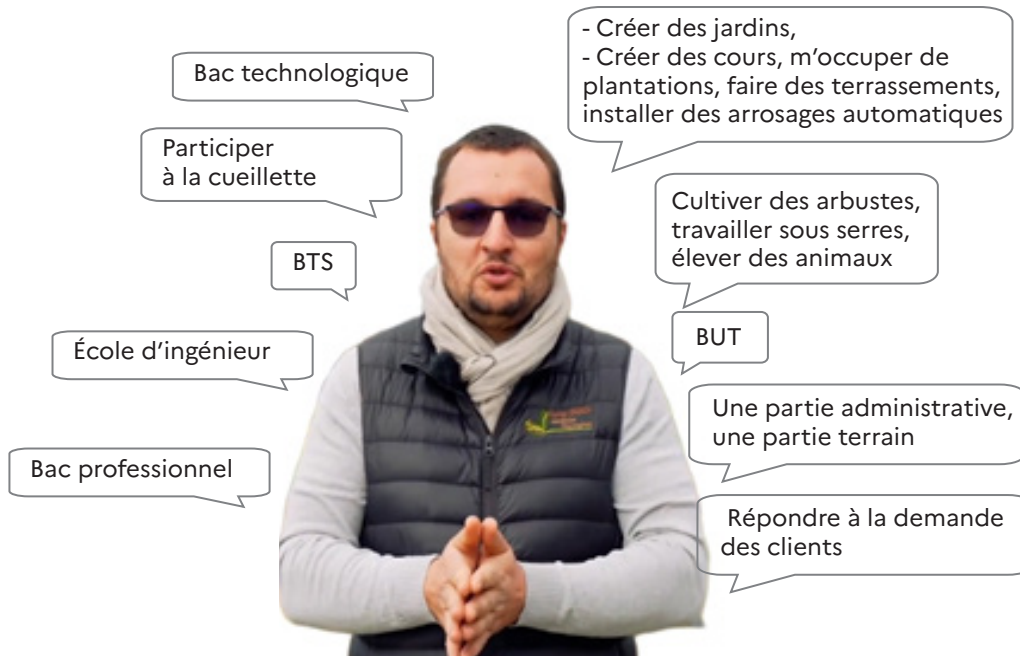 Bac technologique
- Créer des jardins,
- Créer des cours, m’occuper de
plantations, faire des terrassements,
installer des arrosages automatiques
Participer
à la cueillette
Cultiver des arbustes,
travailler sous serres,
élever des animaux
BTS
BUT
École d’ingénieur
Une partie administrative,
une partie terrain
Bac professionnel
Répondre à la demande
des clients